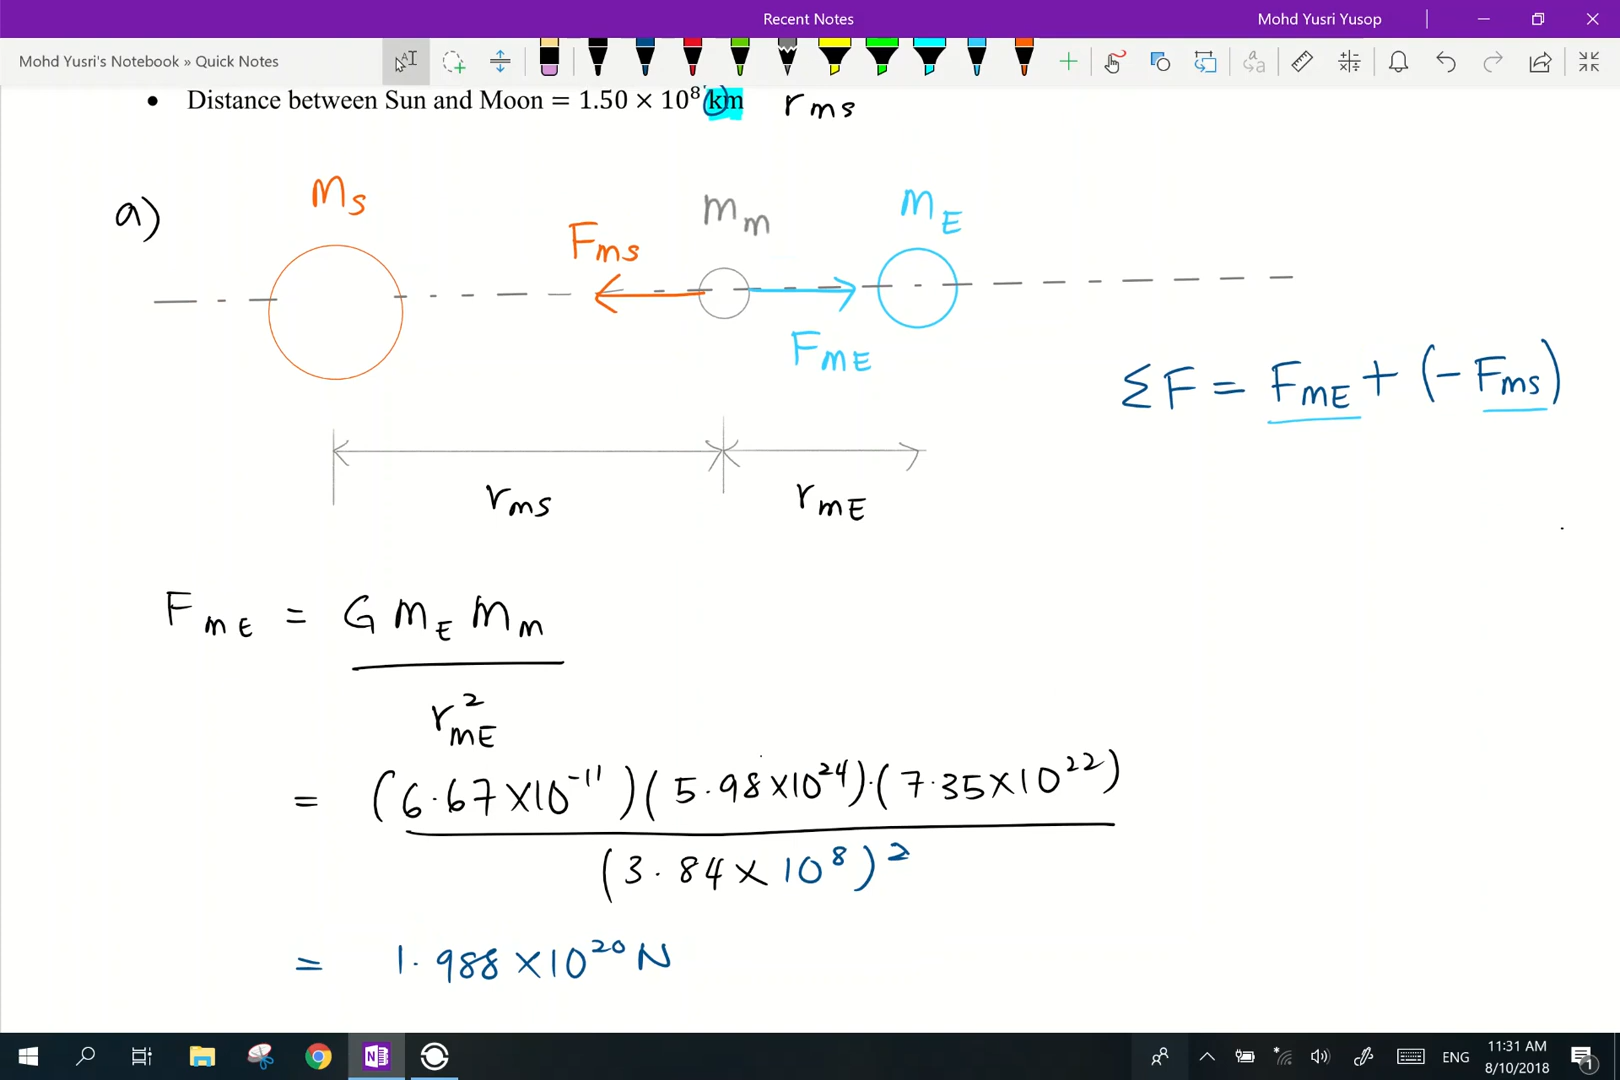 Recent Notes
Mohd Yusri Yusop
Mohd Yusri's Notebook » Quick Notes
• Distance between Sun and Moon = 1.50 × 10⁸ km rms
a)
Ms
Fms
mm
mE
FmE
ΣF = FmE + (- Fms)
rms
rmE
FmE = G mE mm
r²mE
= (6.67 × 10⁻¹¹)(5.98 × 10²⁴)·(7.35 × 10²²)
(3.84 × 10⁸)²
= 1.988 × 10²⁰ N
ENG
11:31 AM
8/10/2018
1